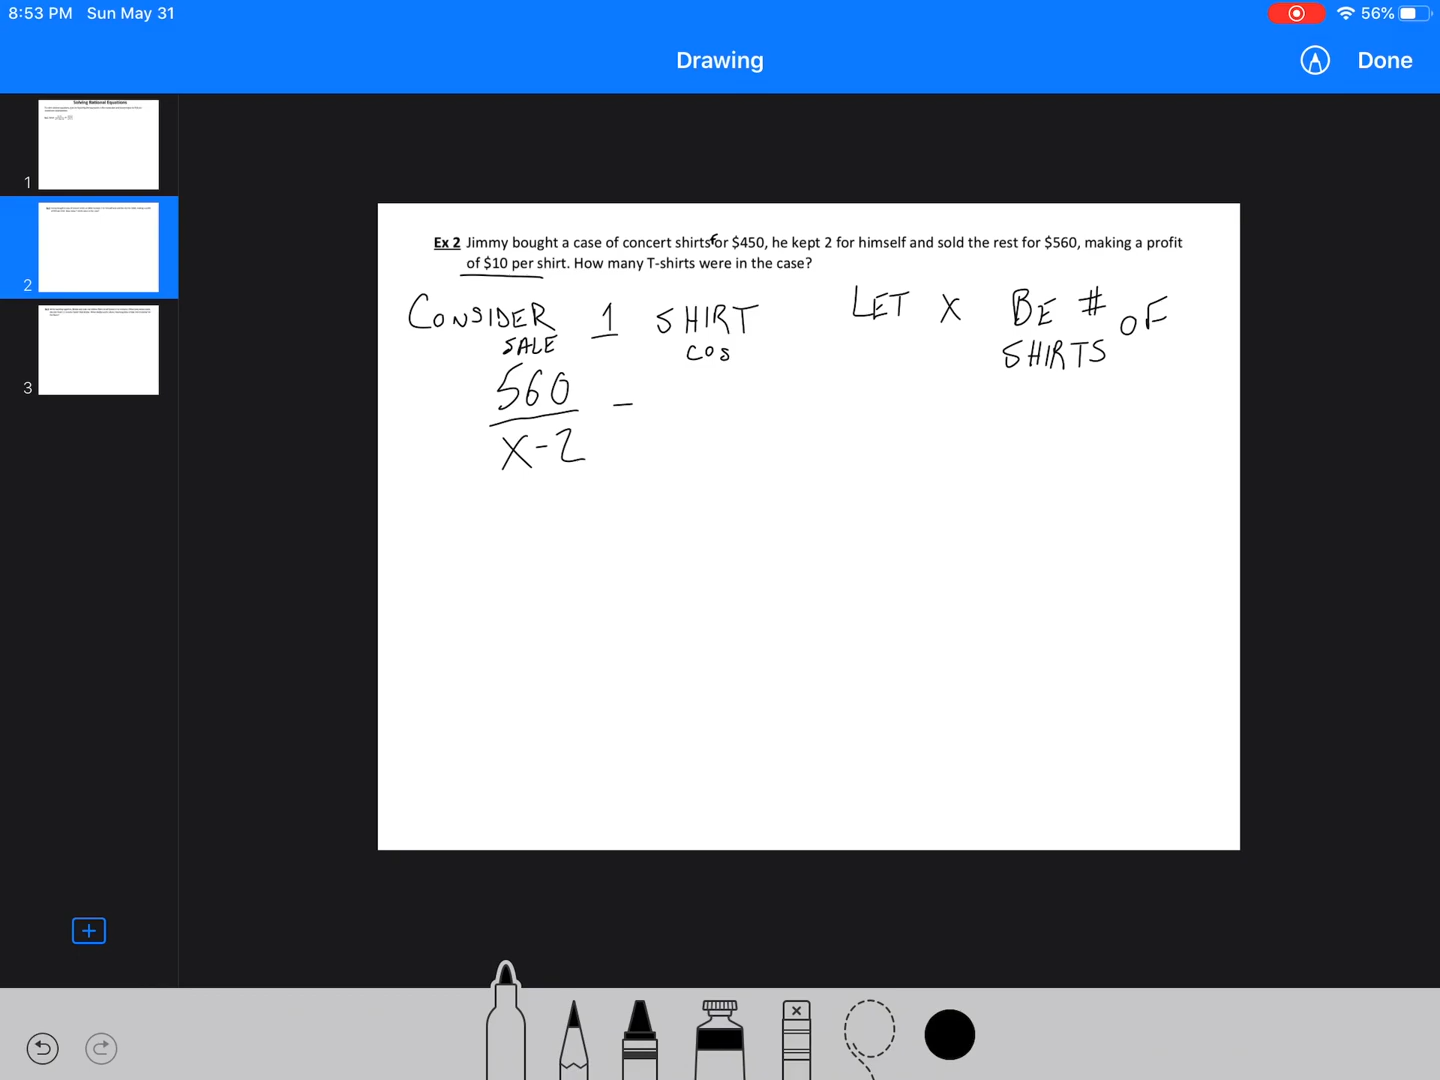 8:53 PM Sun May 31
56%
Drawing
Done
Solving Rational Equations
1
2
3
Ex 2 Jimmy bought a case of concert shirts for $450, he kept 2 for himself and sold the rest for $560, making a profit
of $10 per shirt. How many T-shirts were in the case?
CONSIDER 1 SHIRT
LET X BE # OF
SHIRTS
SALE
COS
560
-
X-2